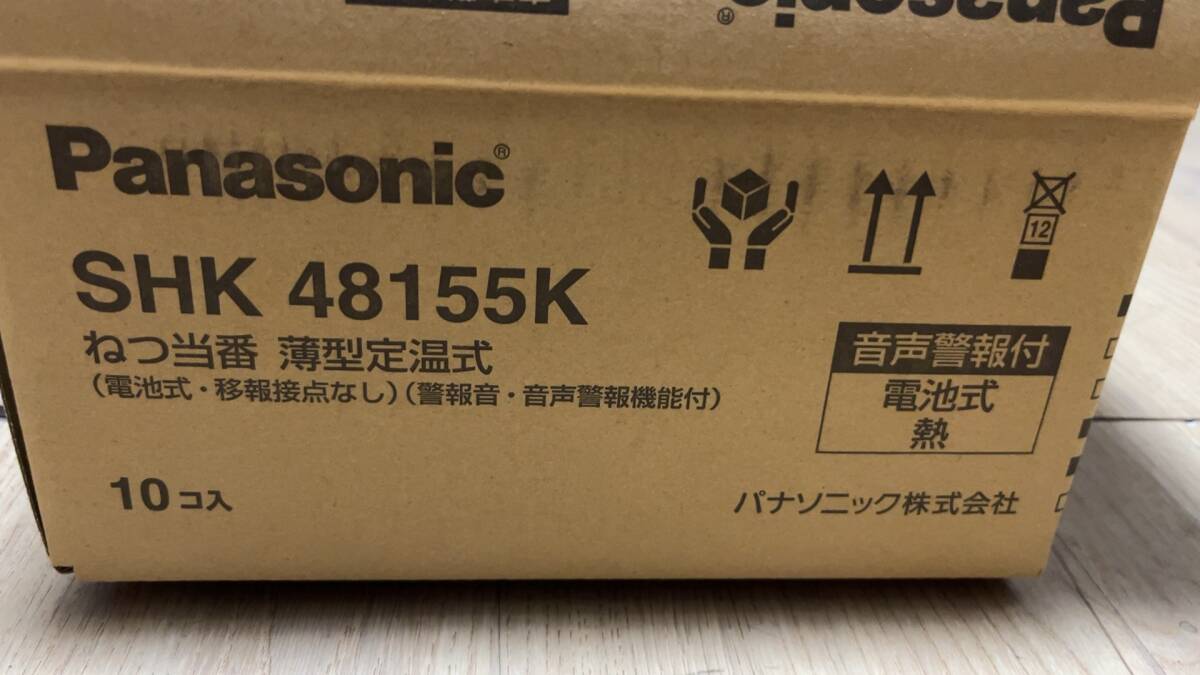 Panasonic®
Panasonic®
SHK 48155K
ねつ当番 薄型定温式
(電池式・移報接点なし)(警報音・音声警報機能付)
10コ入
12
音声警報付
電池式
熱
パナソニック株式会社